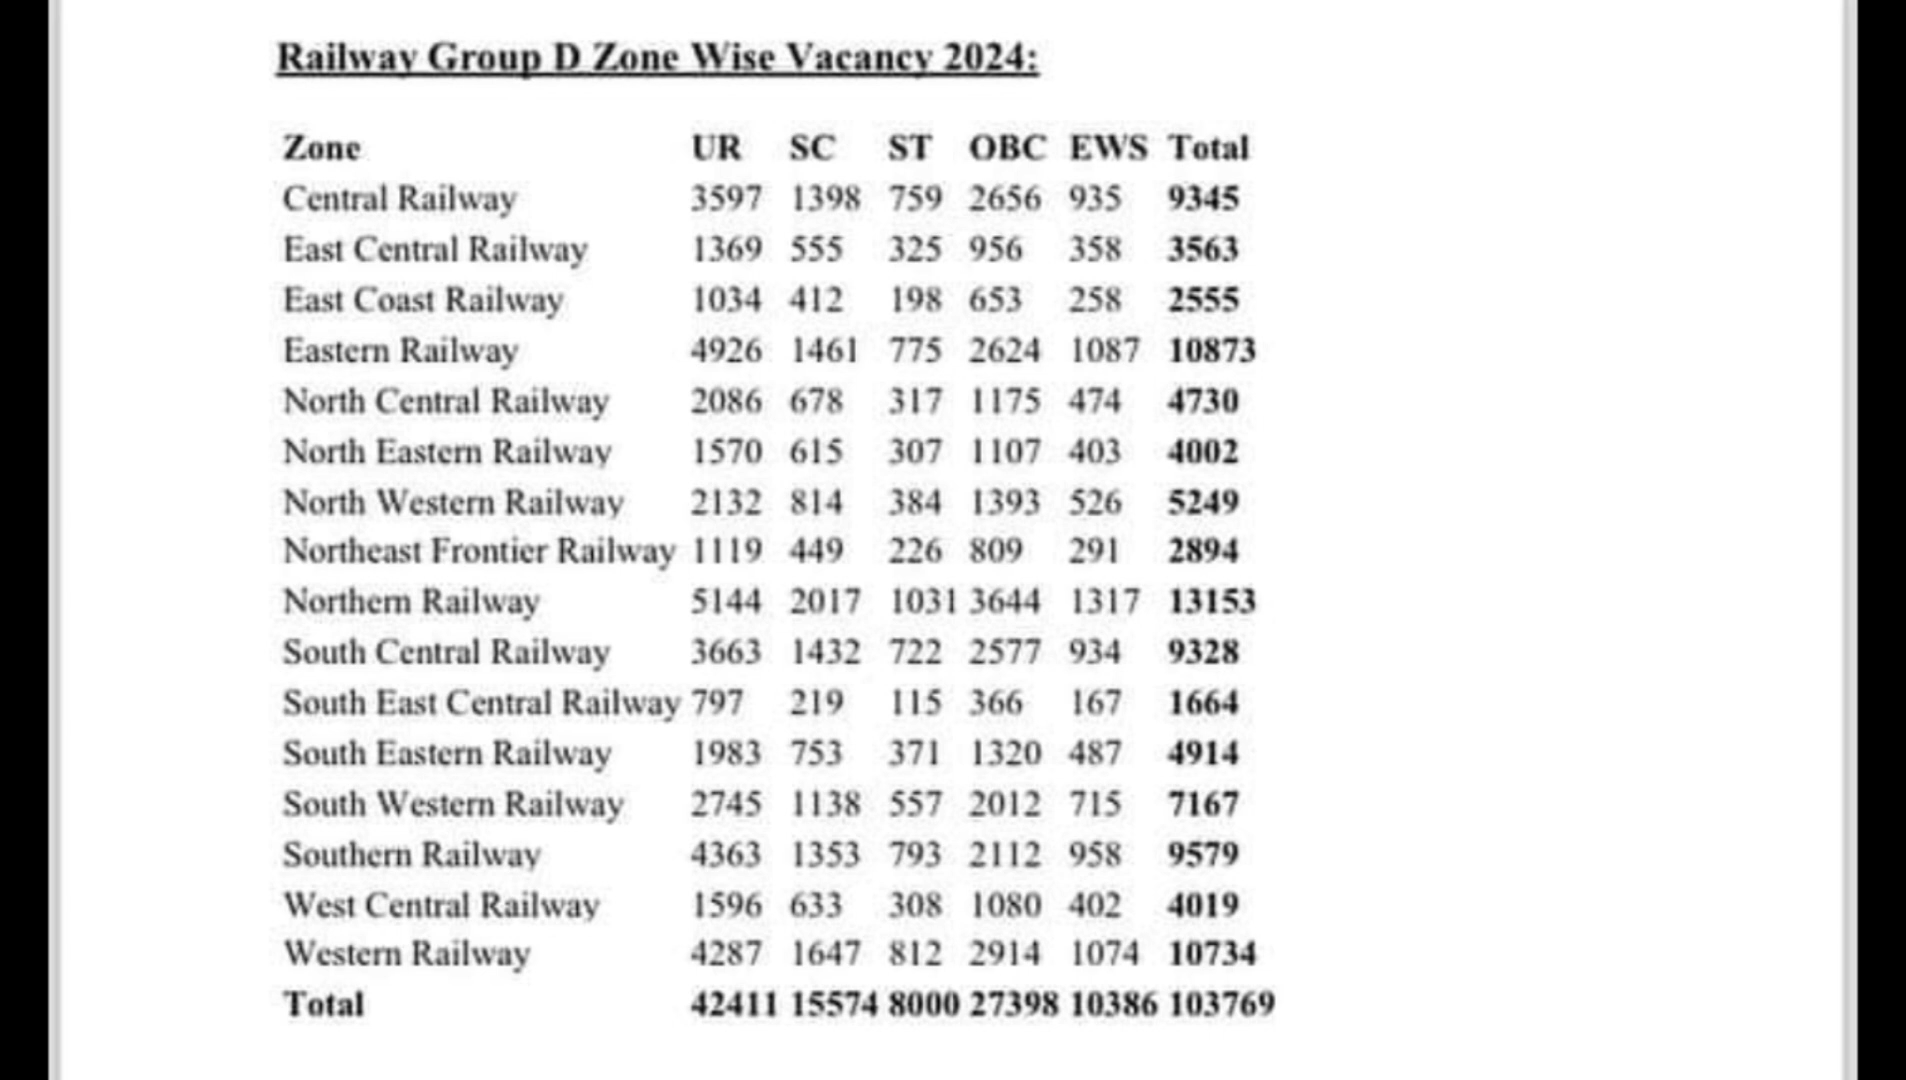 Railway Group D Zone Wise Vacancy 2024:
Zone UR SC ST OBC EWS Total
Central Railway 3597 1398 759 2656 935 9345
East Central Railway 1369 555 325 956 358 3563
East Coast Railway 1034 412 198 653 258 2555
Eastern Railway 4926 1461 775 2624 1087 10873
North Central Railway 2086 678 317 1175 474 4730
North Eastern Railway 1570 615 307 1107 403 4002
North Western Railway 2132 814 384 1393 526 5249
Northeast Frontier Railway 1119 449 226 809 291 2894
Northern Railway 5144 2017 1031 3644 1317 13153
South Central Railway 3663 1432 722 2577 934 9328
South East Central Railway 797 219 115 366 167 1664
South Eastern Railway 1983 753 371 1320 487 4914
South Western Railway 2745 1138 557 2012 715 7167
Southern Railway 4363 1353 793 2112 958 9579
West Central Railway 1596 633 308 1080 402 4019
Western Railway 4287 1647 812 2914 1074 10734
Total 42411 15574 8000 27398 10386 103769